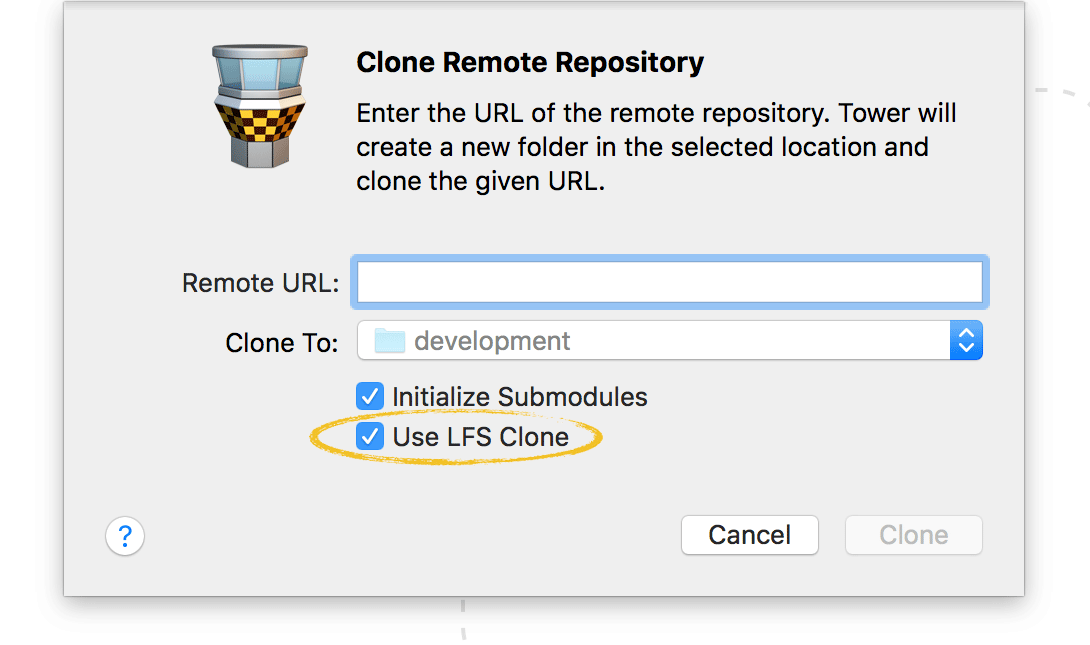 Clone Remote Repository
Enter the URL of the remote repository. Tower will
create a new folder in the selected location and
clone the given URL.
Remote URL:
Clone To: development
Initialize Submodules
Use LFS Clone
? Cancel Clone